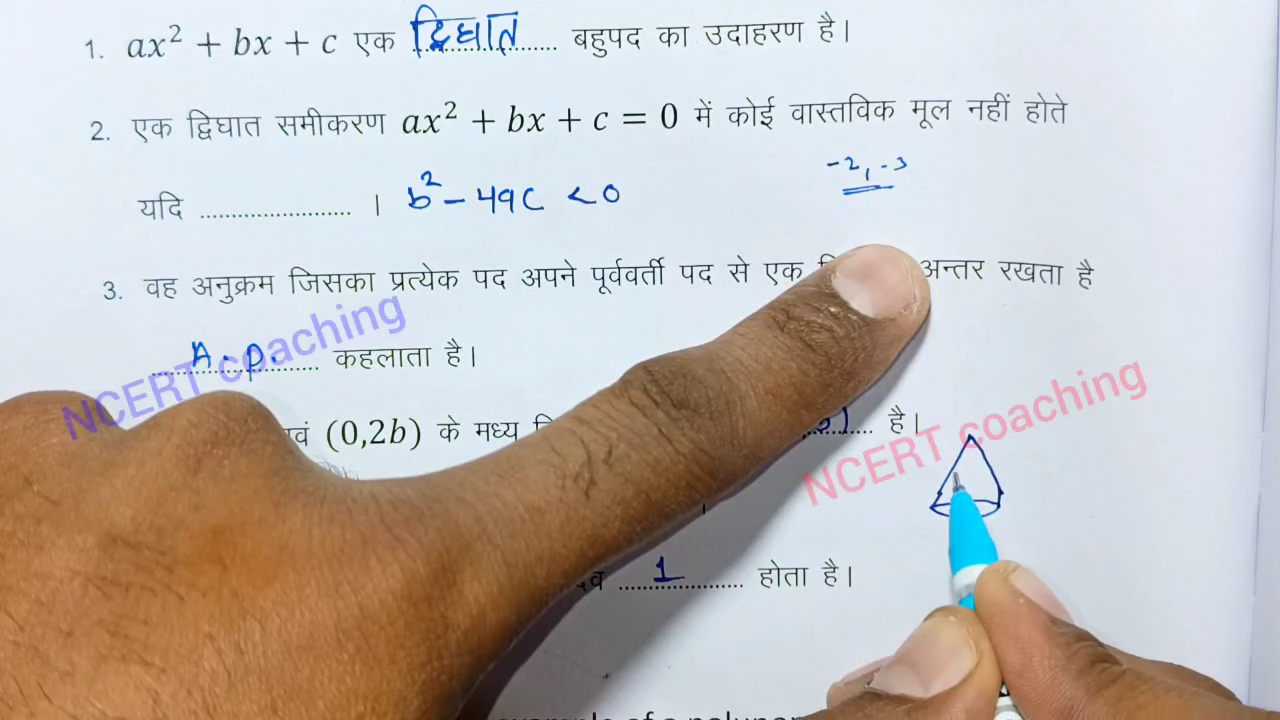 1. ax² + bx + c एक द्विघात बहुपद का उदाहरण है।
2. एक द्विघात समीकरण ax² + bx + c = 0 में कोई वास्तविक मूल नहीं होते
-2, -3
यदि ........................ । b² - 4ac < 0
3. वह अनुक्रम जिसका प्रत्येक पद अपने पूर्ववर्ती पद से एक अन्तर रखता है
A.P. कहलाता है।
NCERT coaching
(0,2b) के मध्य है।
NCERT coaching
1 होता है।